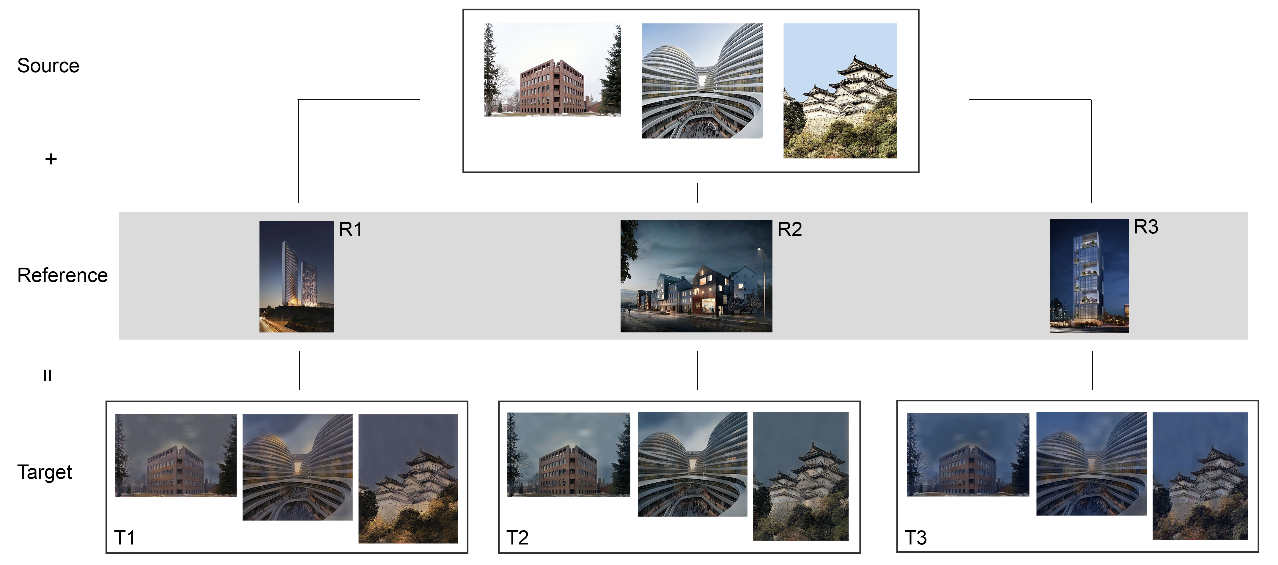 Source
+
R1
R2
R3
Reference
=
Target
T1
T2
T3